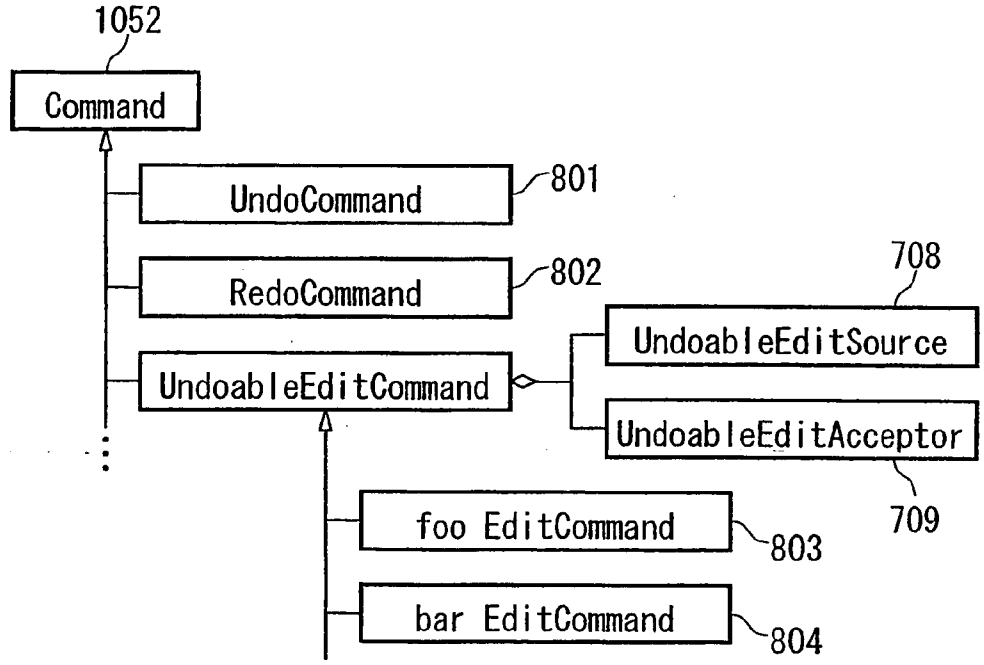 1052
Command
UndoCommand
801
RedoCommand
802
708
UndoableEditSource
UndoableEditCommand
UndoableEditAcceptor
709
foo EditCommand
803
bar EditCommand
804